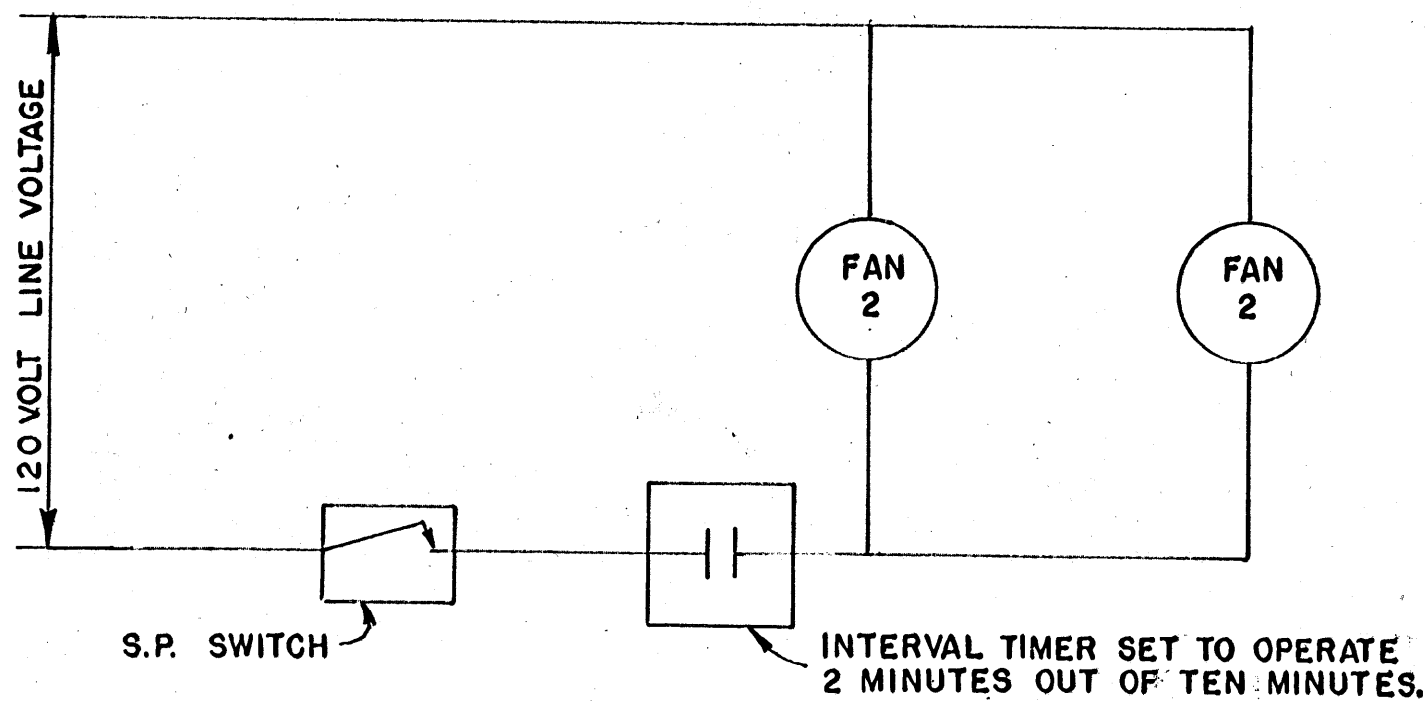 120 VOLT LINE VOLTAGE
FAN
2
FAN
2
S.P. SWITCH
INTERVAL TIMER SET TO OPERATE
2 MINUTES OUT OF TEN MINUTES.